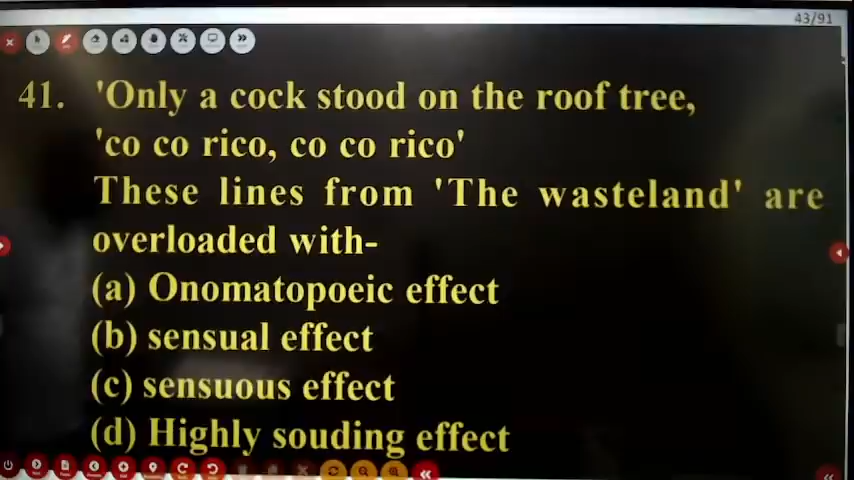 43/91
41. 'Only a cock stood on the roof tree,
'co co rico, co co rico'
These lines from 'The wasteland' are
overloaded with-
(a) Onomatopoeic effect
(b) sensual effect
(c) sensuous effect
(d) Highly souding effect